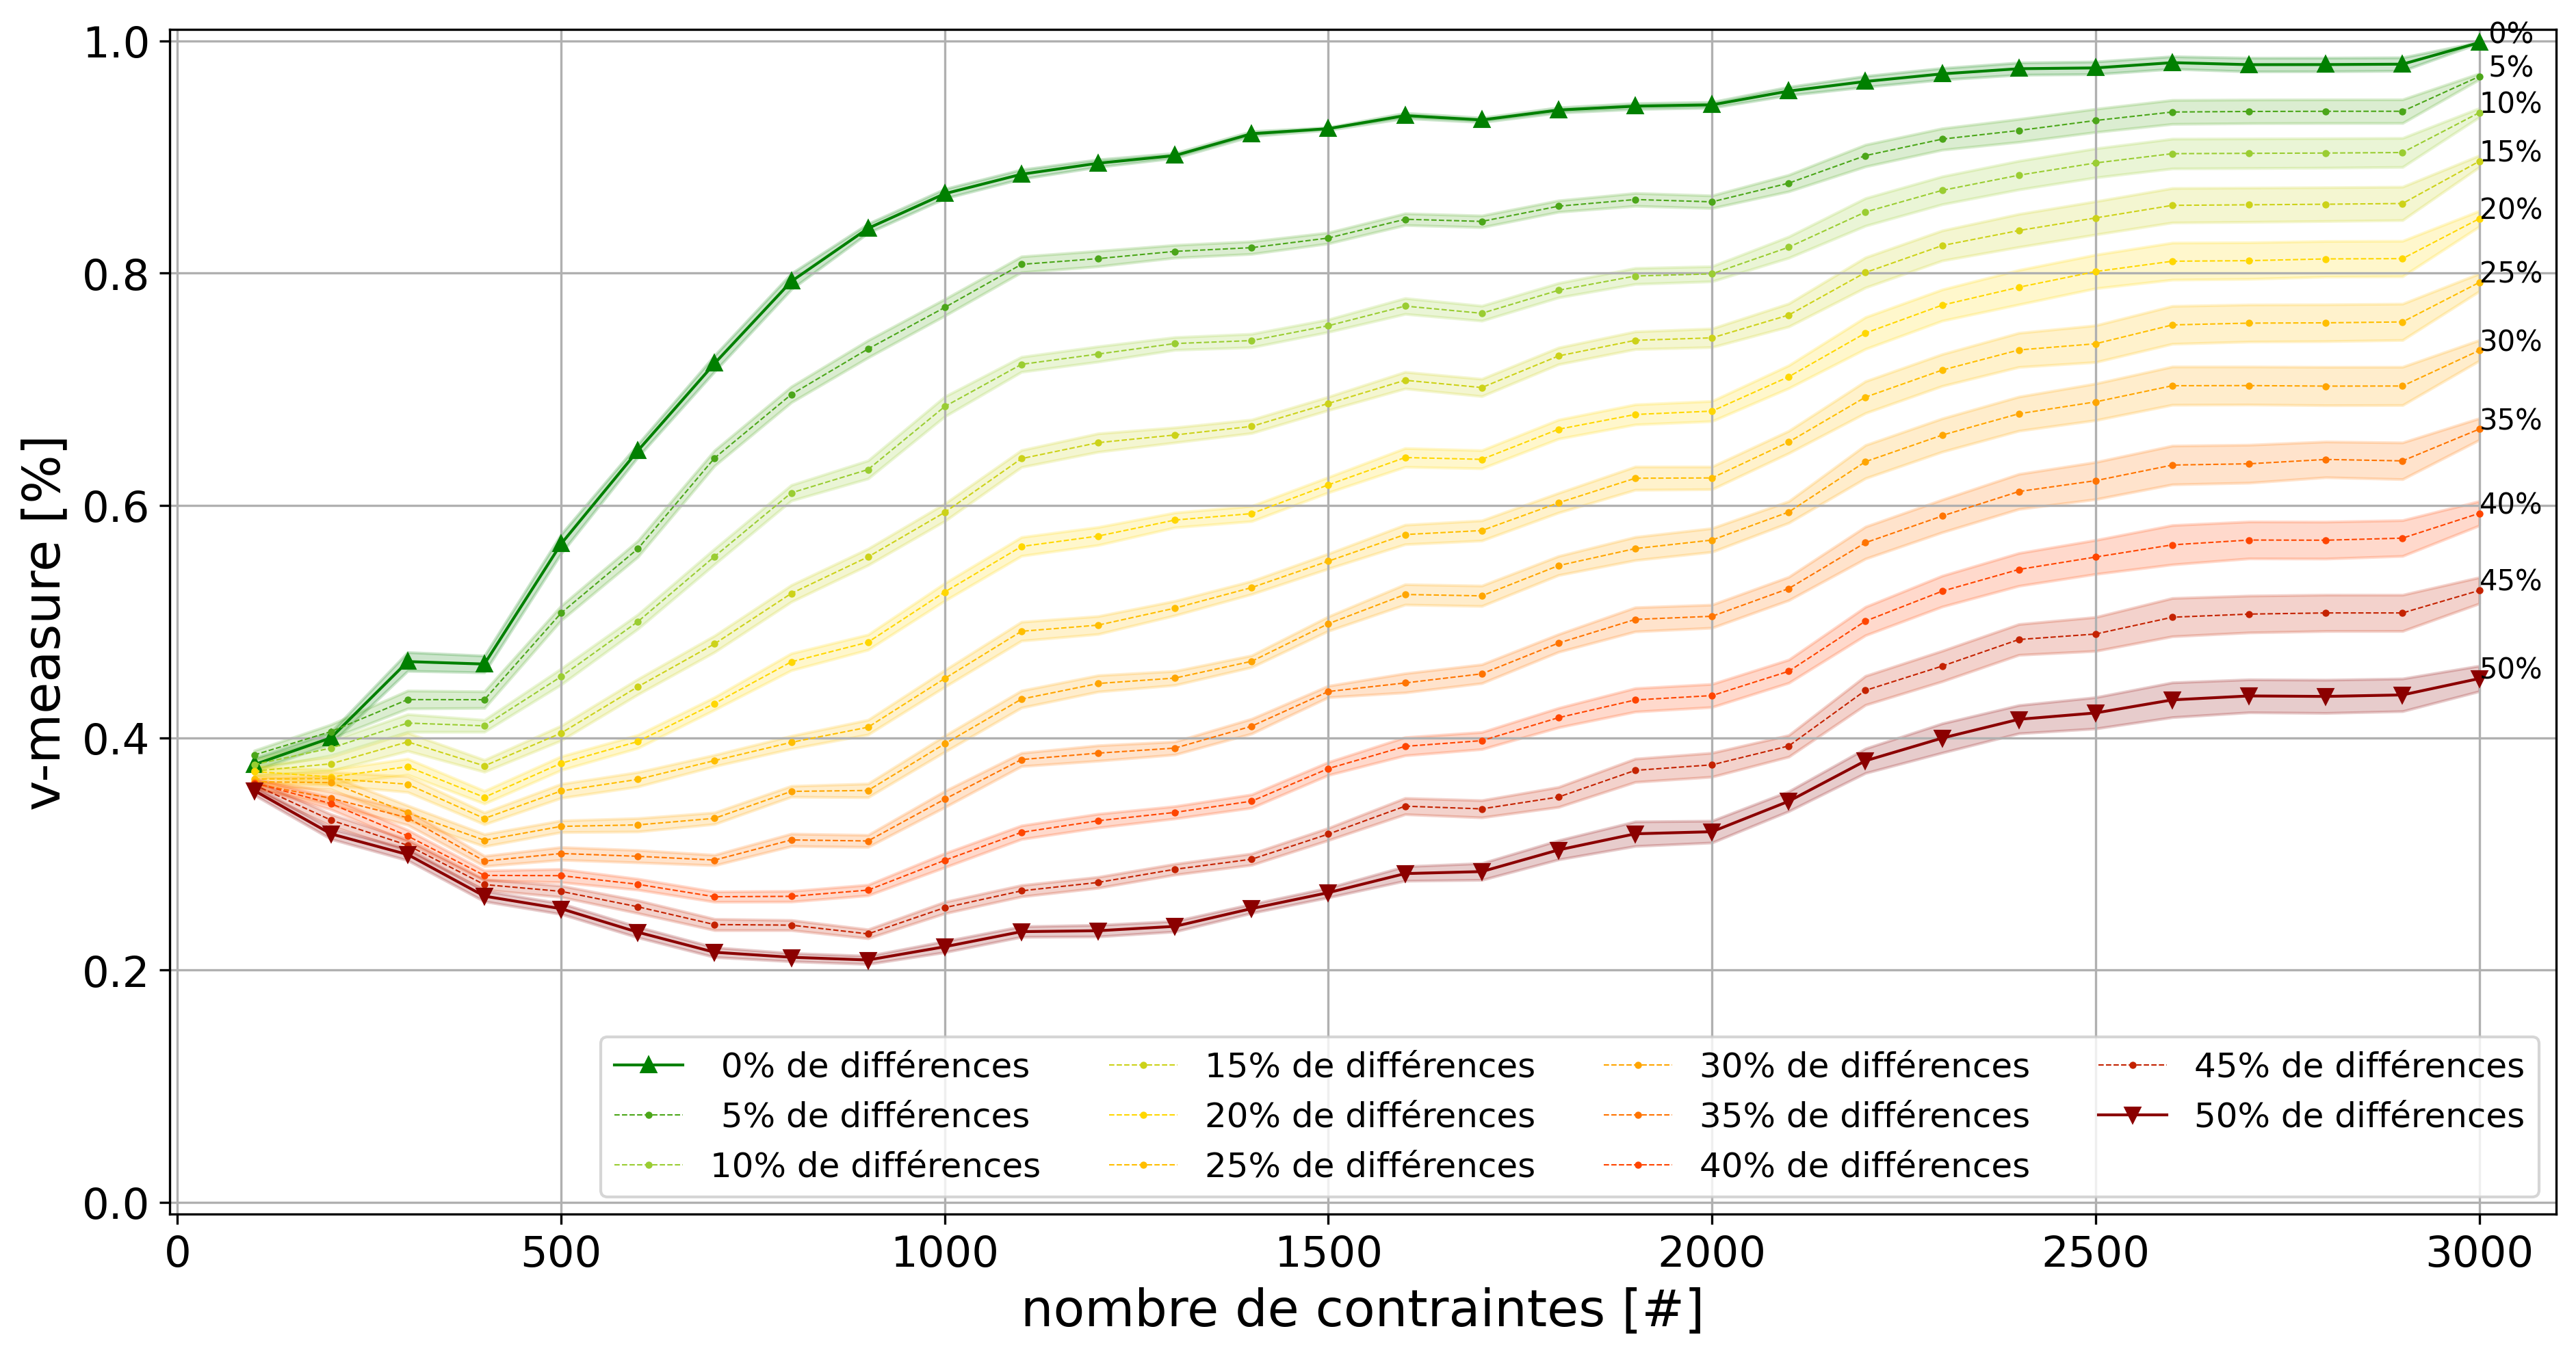 v-measure [%]
1.0
0.8
0.6
0.4
0.2
0.0
0%
5%
10%
15%
20%
25%
30%
35%
40%
45%
50%
0% de différences
5% de différences
10% de différences
15% de différences
20% de différences
25% de différences
30% de différences
35% de différences
40% de différences
45% de différences
50% de différences
0 500 1000 1500 2000 2500 3000
nombre de contraintes [#]